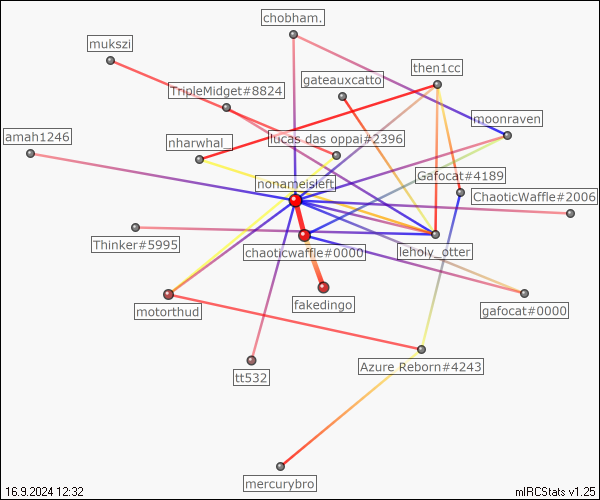 chobham.
mukszi
then1cc
gateauxcatto
TripleMidget#8824
moonraven
amah1246
nharwhal_
lucas das oppai#2396
Gafocat#4189
nonameisleft
ChaoticWaffle#2006
Thinker#5995
chaoticwaffle#0000
leholy_otter
fakedingo
motorthud
gafocat#0000
tt532
Azure Reborn#4243
mercurybro
16.9.2024 12:32
mIRCStats v1.25